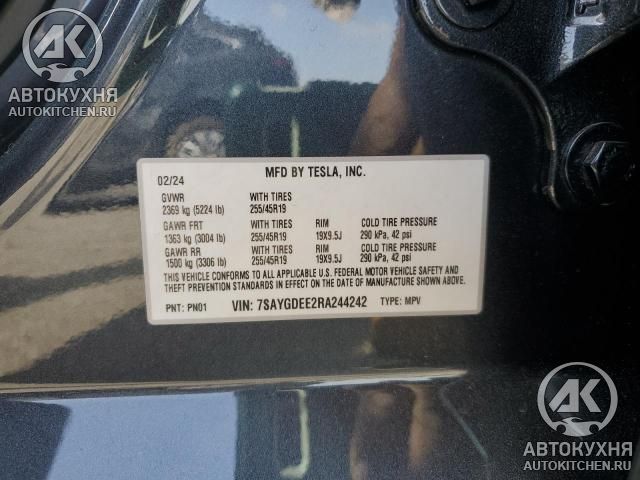 AK
АВТОКУХНЯ
AUTOKITCHEN.RU
02/24 MFD BY TESLA, INC.
GVWR WITH TIRES
2369 kg (5224 lb) 255/45R19
GAWR FRT WITH TIRES RIM COLD TIRE PRESSURE
1363 kg (3004 lb) 255/45R19 19X9.5J 290 kPa, 42 psi
GAWR RR WITH TIRES RIM COLD TIRE PRESSURE
1500 kg (3306 lb) 255/45R19 19X9.5J 290 kPa, 42 psi
THIS VEHICLE CONFORMS TO ALL APPLICABLE U.S. FEDERAL MOTOR VEHICLE SAFETY AND
THEFT PREVENTION STANDARDS IN EFFECT ON THE DATE OF MANUFACTURE SHOWN ABOVE.
PNT: PN01 VIN: 7SAYGDEE2RA244242 TYPE: MPV
AK
АВТОКУХНЯ
AUTOKITCHEN.RU